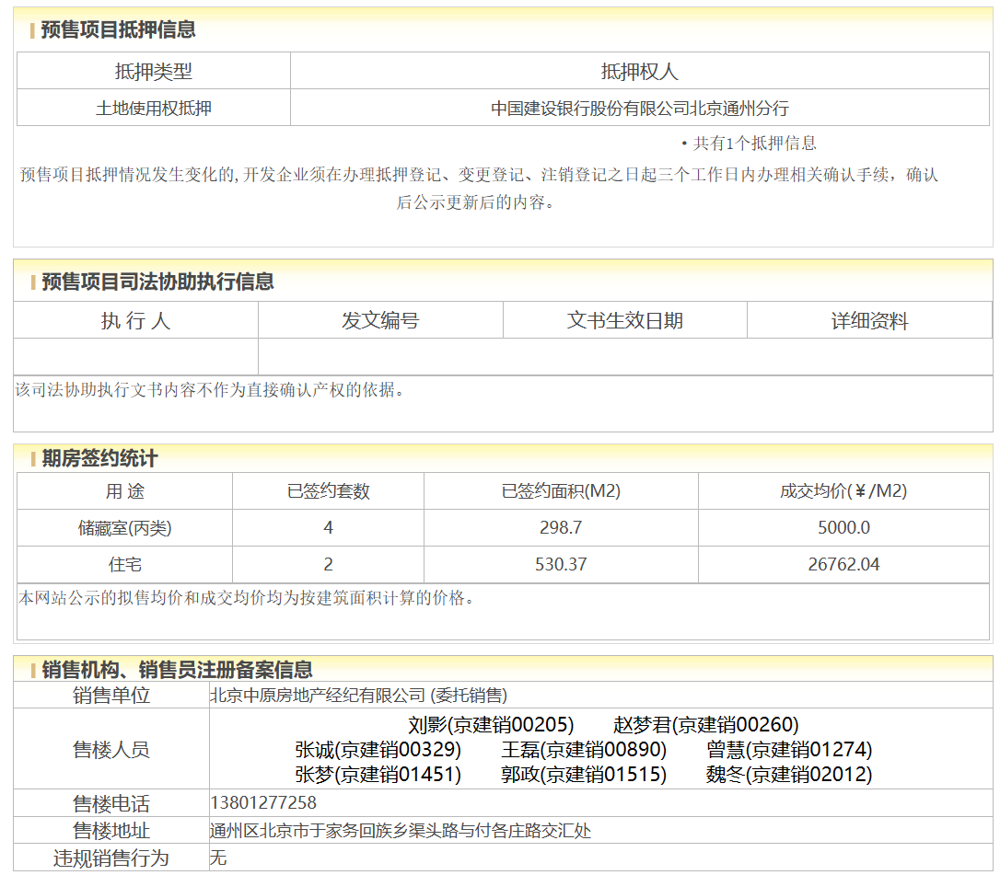 预售项目抵押信息
抵押类型 抵押权人
土地使用权抵押 中国建设银行股份有限公司北京通州分行
• 共有1个抵押信息
预售项目抵押情况发生变化的,开发企业须在办理抵押登记、变更登记、注销登记之日起三个工作日内办理相关确认手续，确认
后公示更新后的内容。
预售项目司法协助执行信息
执 行 人 发文编号 文书生效日期 详细资料
该司法协助执行文书内容不作为直接确认产权的依据。
期房签约统计
用 途 已签约套数 已签约面积(M2) 成交均价(￥/M2)
储藏室(丙类) 4 298.7 5000.0
住宅 2 530.37 26762.04
本网站公示的拟售均价和成交均价均为按建筑面积计算的价格。
销售机构、销售员注册备案信息
销售单位 北京中原房地产经纪有限公司 (委托销售)
售楼人员
刘影(京建销00205) 赵梦君(京建销00260)
张诚(京建销00329) 王磊(京建销00890) 曾慧(京建销01274)
张梦(京建销01451) 郭政(京建销01515) 魏冬(京建销02012)
售楼电话 13801277258
售楼地址 通州区北京市于家务回族乡渠头路与付各庄路交汇处
违规销售行为 无